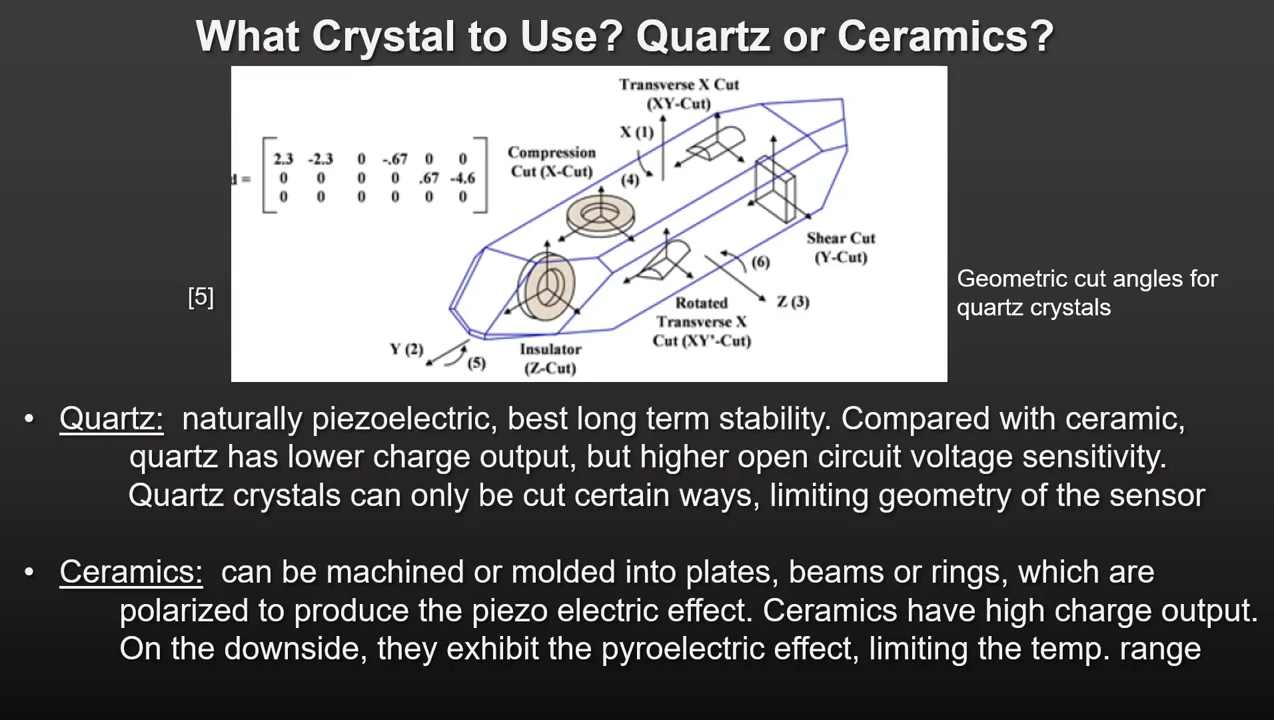 What Crystal to Use? Quartz or Ceramics?
Transverse X Cut
(XY-Cut)
X (1)
Compression
Cut (X-Cut)
(4)
d =
2.3 -2.3 0 -.67 0 0
0 0 0 0 .67 -4.6
0 0 0 0 0 0
Shear Cut
(Y-Cut)
(6)
Z (3)
Rotated
Transverse X
Cut (XY'-Cut)
Y (2)
(5)
Insulator
(Z-Cut)
[5]
Geometric cut angles for
quartz crystals
• Quartz: naturally piezoelectric, best long term stability. Compared with ceramic,
quartz has lower charge output, but higher open circuit voltage sensitivity.
Quartz crystals can only be cut certain ways, limiting geometry of the sensor
• Ceramics: can be machined or molded into plates, beams or rings, which are
polarized to produce the piezo electric effect. Ceramics have high charge output.
On the downside, they exhibit the pyroelectric effect, limiting the temp. range